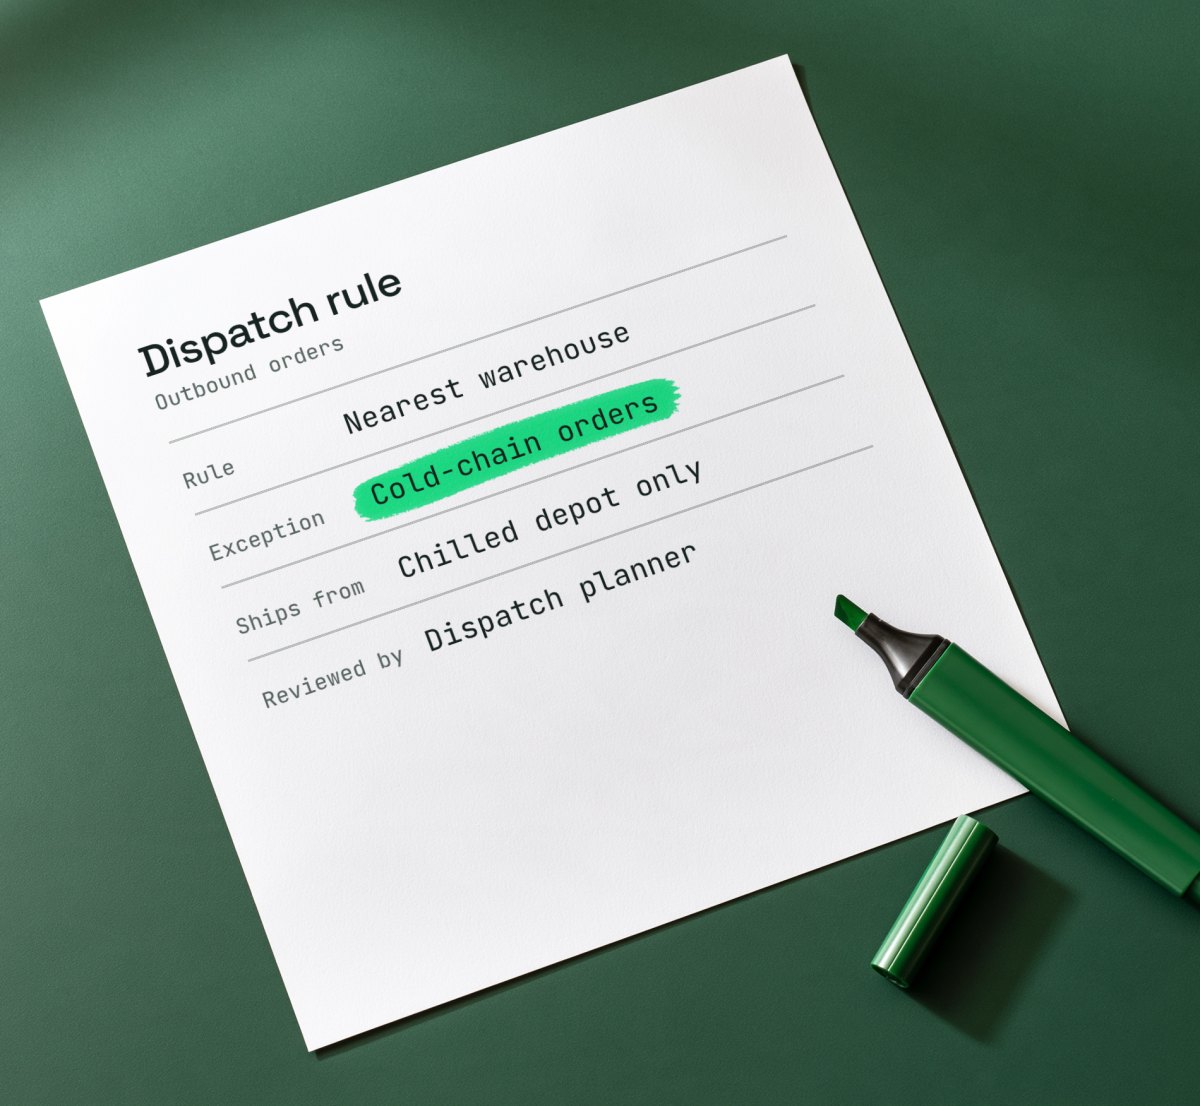 Dispatch rule
Outbound orders
Rule Nearest warehouse
Exception Cold-chain orders
Ships from Chilled depot only
Reviewed by Dispatch planner